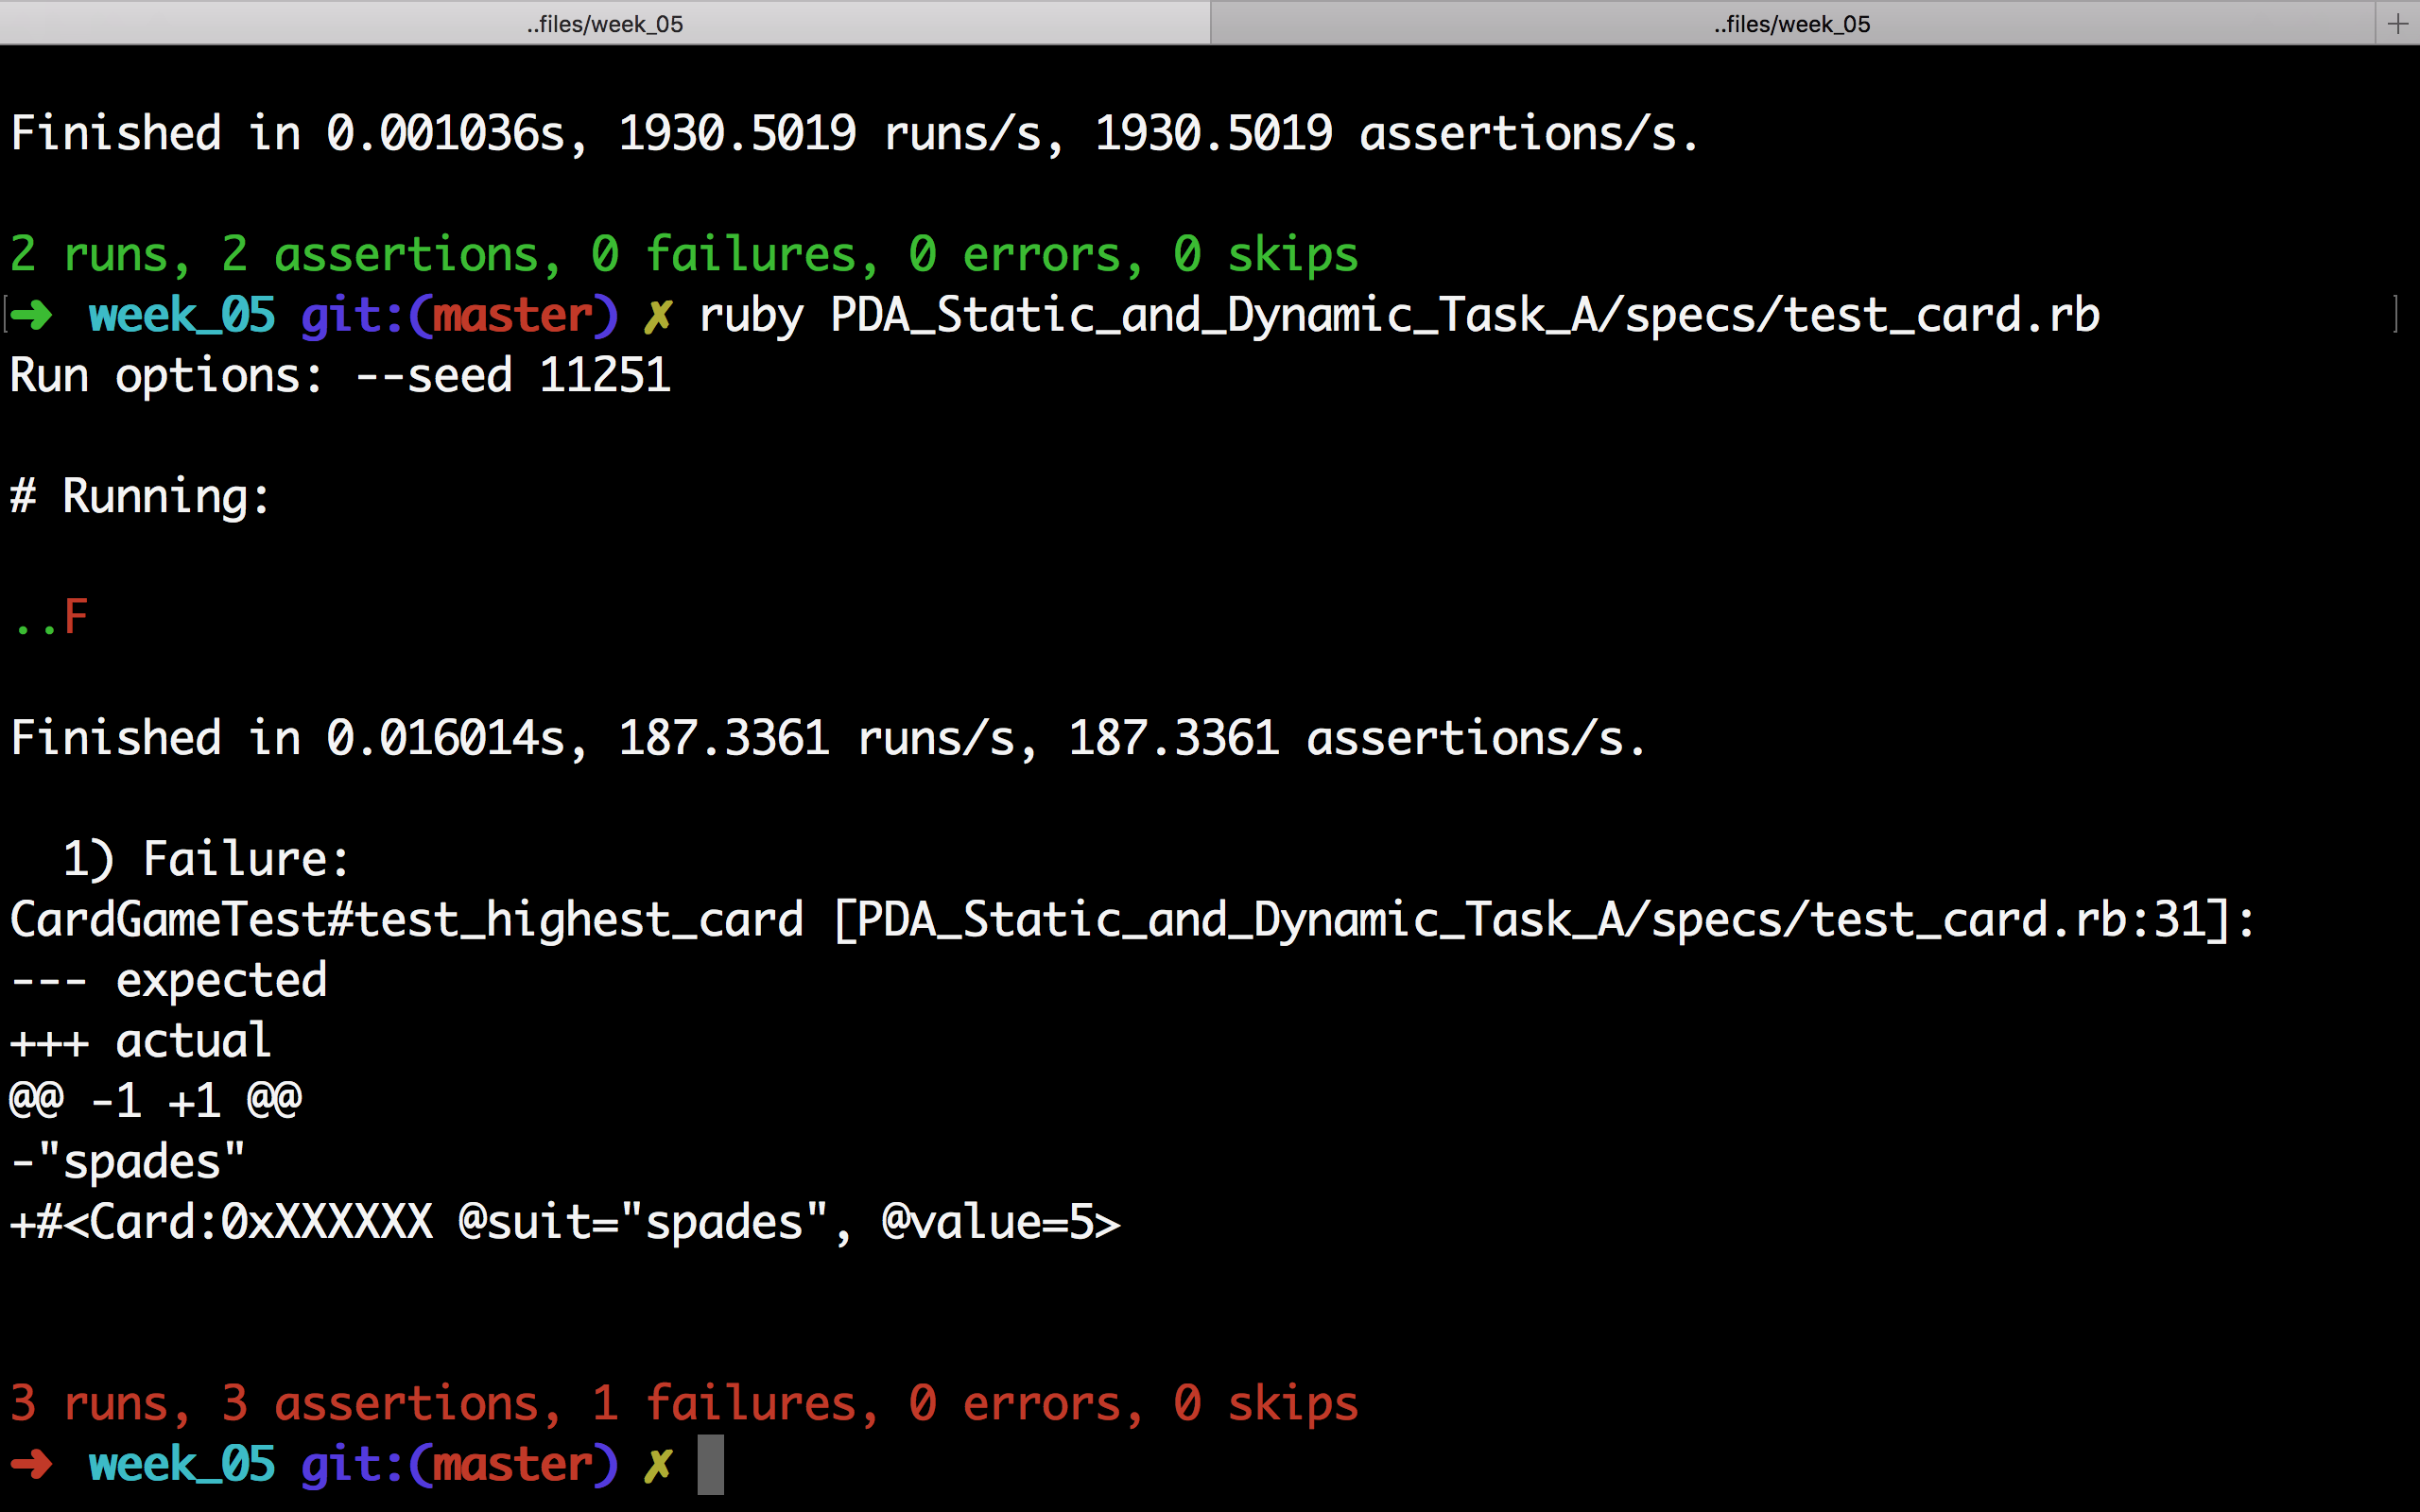 ..files/week_05
..files/week_05
+
Finished in 0.001036s, 1930.5019 runs/s, 1930.5019 assertions/s.
2 runs, 2 assertions, 0 failures, 0 errors, 0 skips
[➜ week_05 git:(master) ✗ ruby PDA_Static_and_Dynamic_Task_A/specs/test_card.rb ]
Run options: --seed 11251
# Running:
..F
Finished in 0.016014s, 187.3361 runs/s, 187.3361 assertions/s.
1) Failure:
CardGameTest#test_highest_card [PDA_Static_and_Dynamic_Task_A/specs/test_card.rb:31]:
--- expected
+++ actual
@@ -1 +1 @@
-"spades"
+#<Card:0xXXXXXX @suit="spades", @value=5>
3 runs, 3 assertions, 1 failures, 0 errors, 0 skips
➜ week_05 git:(master) ✗